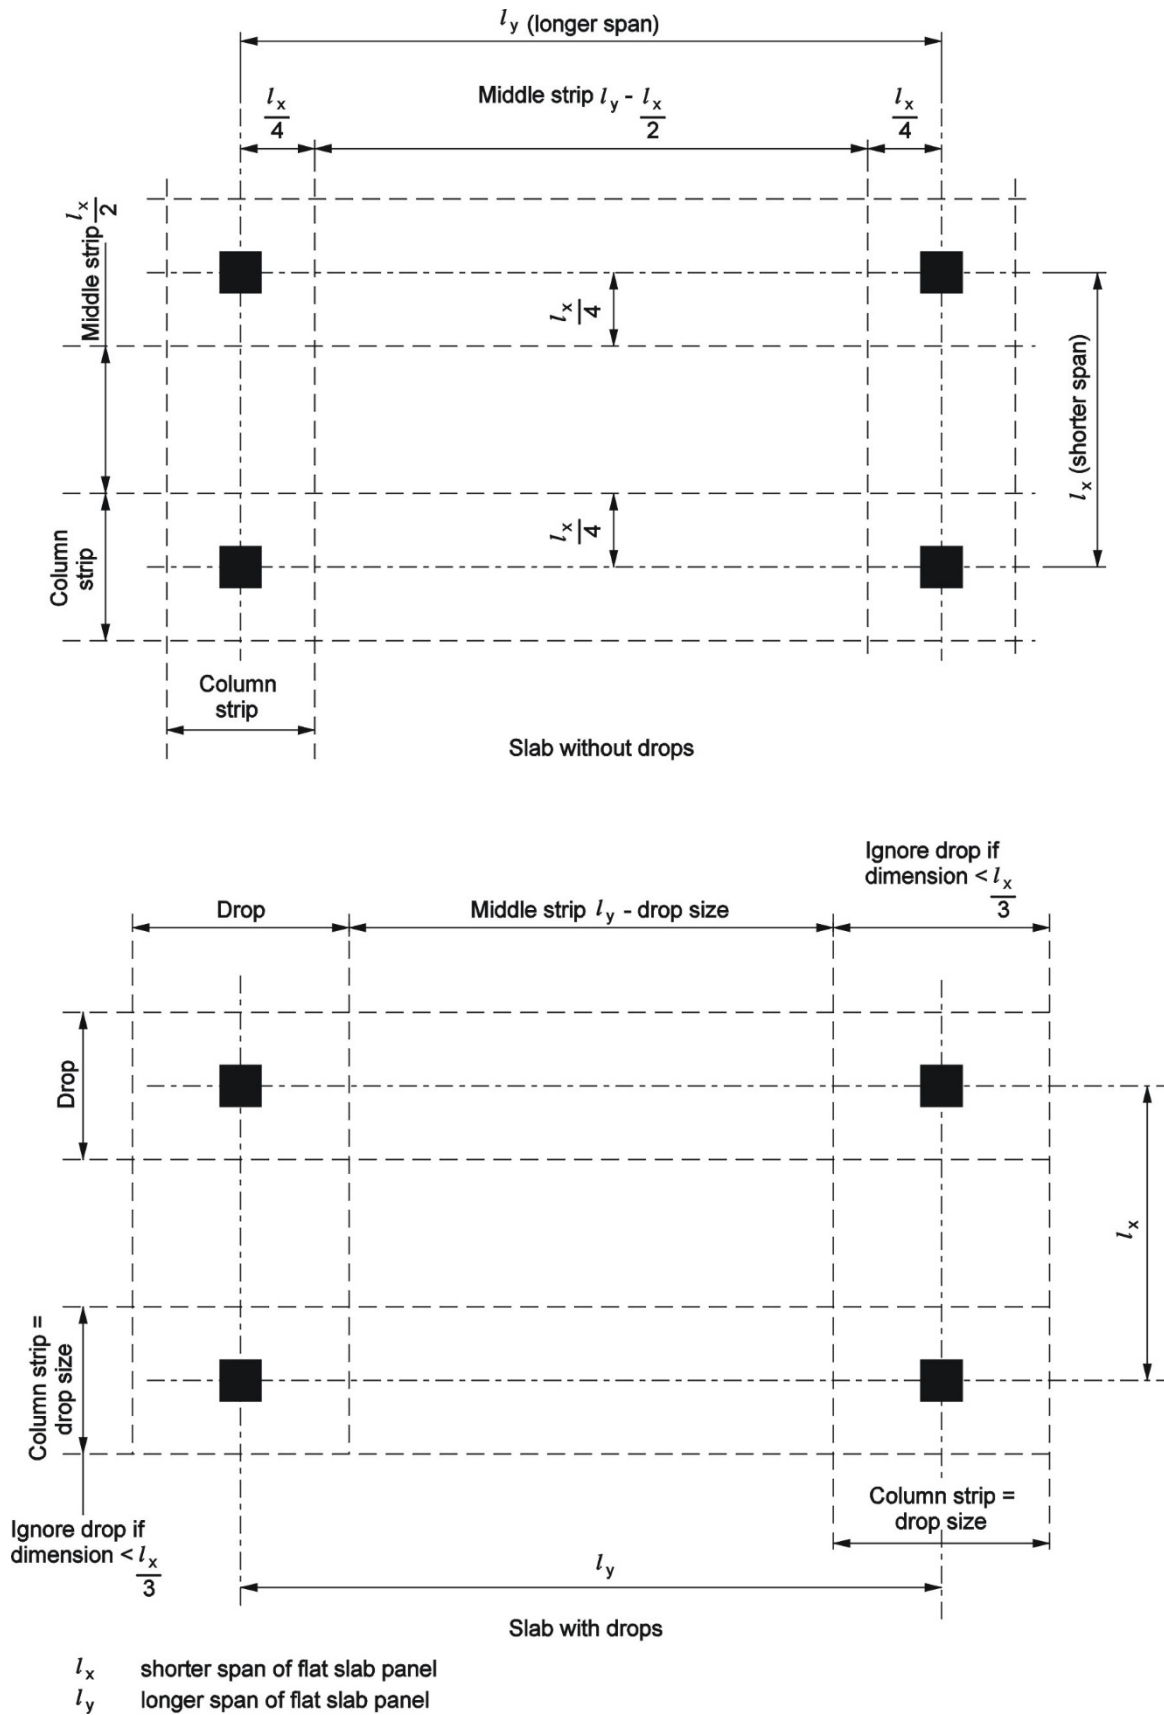 l_y (longer span)
l_x/4
Middle strip l_y - l_x/2
l_x/4
Middle strip l_x/2
l_x/4
l_x (shorter span)
l_x/4
Column
strip
Column
strip
Slab without drops
Ignore drop if
dimension < l_x/3
Drop
Middle strip l_y - drop size
Drop
l_x
Column strip =
drop size
Column strip =
drop size
Ignore drop if
dimension < l_x/3
l_y
Slab with drops
l_x shorter span of flat slab panel
l_y longer span of flat slab panel